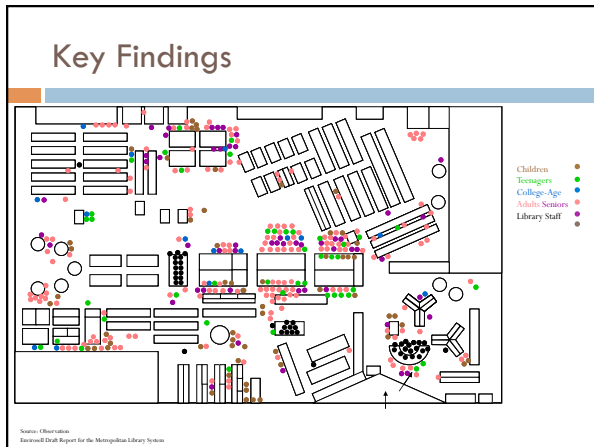 Key Findings
Children
Teenagers
College-Age
Adults Seniors
Library Staff
Source: Observation
Envirosell Draft Report for the Metropolitan Library System